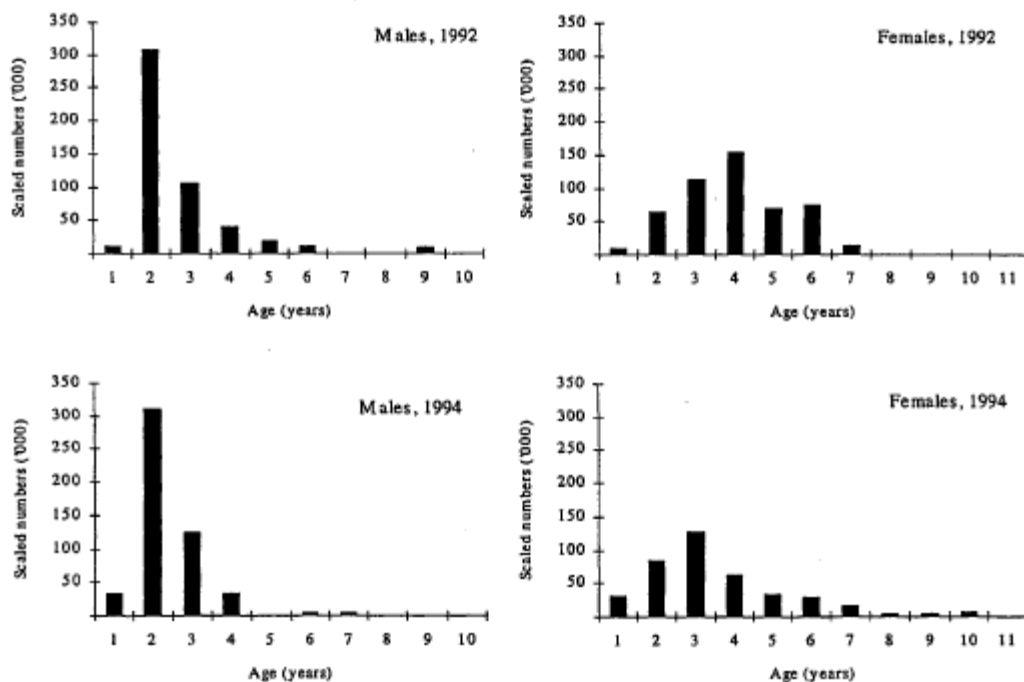 Males, 1992
Scaled numbers ('000)
350
300
250
200
150
100
50
1 2 3 4 5 6 7 8 9 10
Age (years)
Females, 1992
Scaled numbers ('000)
350
300
250
200
150
100
50
1 2 3 4 5 6 7 8 9 10 11
Age (years)
Males, 1994
Scaled numbers ('000)
350
300
250
200
150
100
50
1 2 3 4 5 6 7 8 9 10
Age (years)
Females, 1994
Scaled numbers ('000)
350
300
250
200
150
100
50
1 2 3 4 5 6 7 8 9 10 11
Age (years)